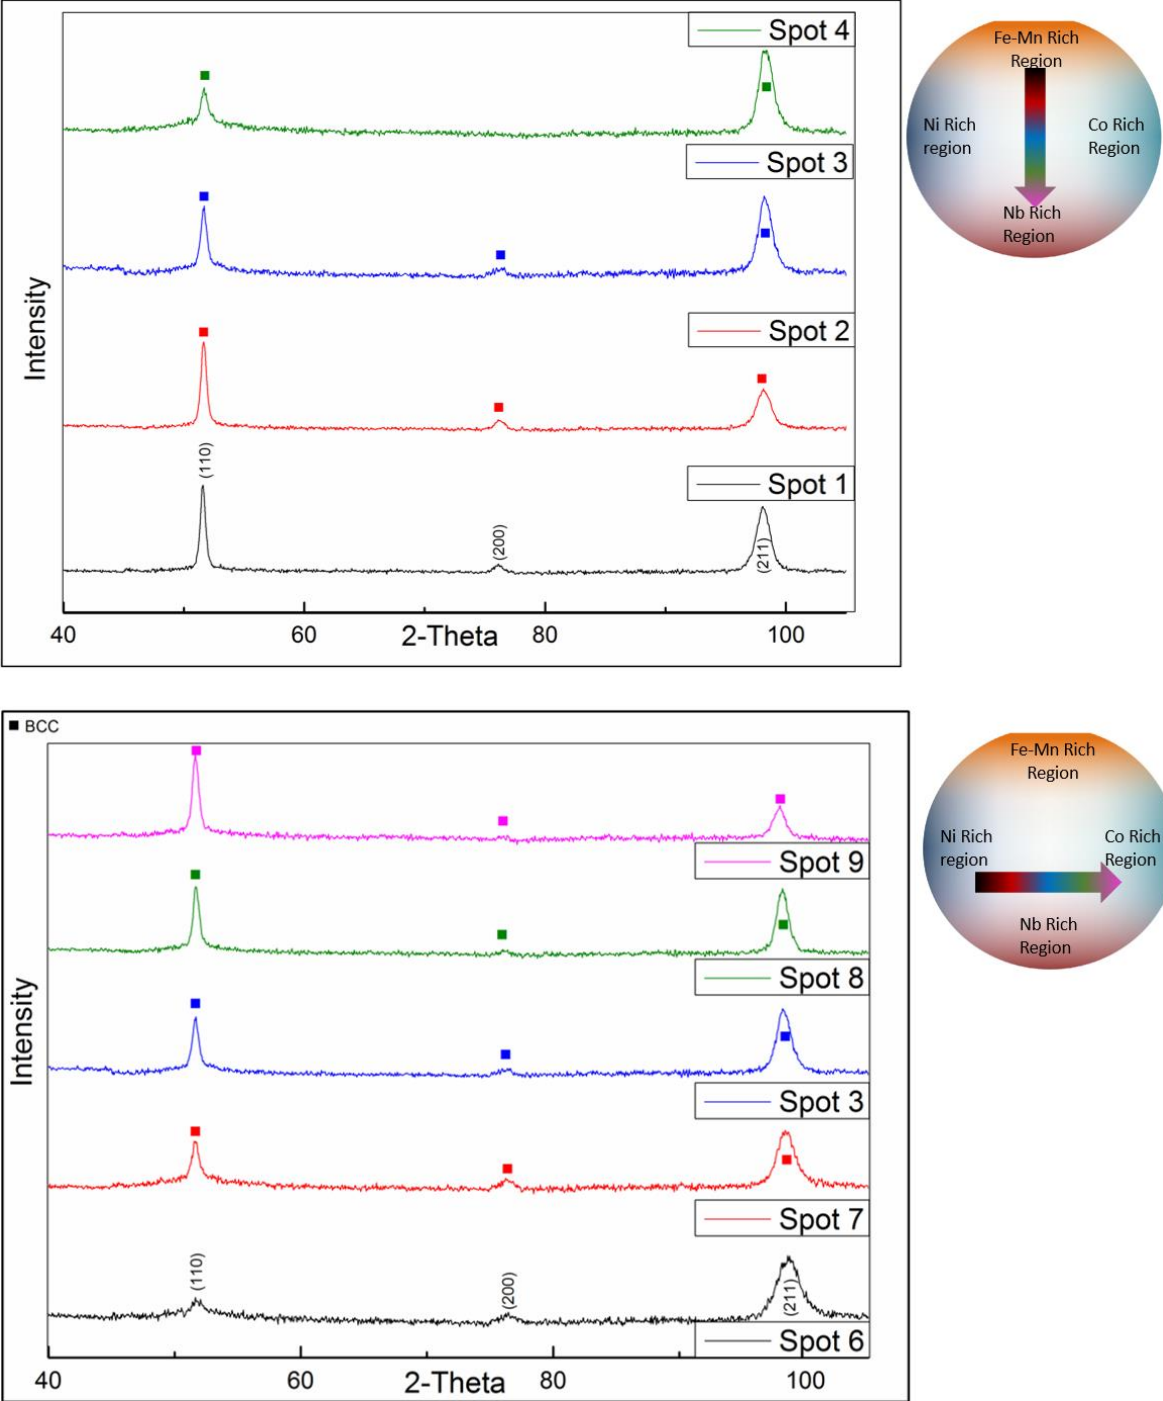 Spot 4
Fe-Mn Rich
Region
Ni Rich
region
Co Rich
Region
Nb Rich
Region
Spot 3
Spot 2
Intensity
(110)
Spot 1
(200)
(211)
40
60
2-Theta
80
100
BCC
Fe-Mn Rich
Region
Ni Rich
region
Co Rich
Region
Nb Rich
Region
Spot 9
Spot 8
Intensity
Spot 3
Spot 7
(110)
(200)
(211)
Spot 6
40
60
2-Theta
80
100